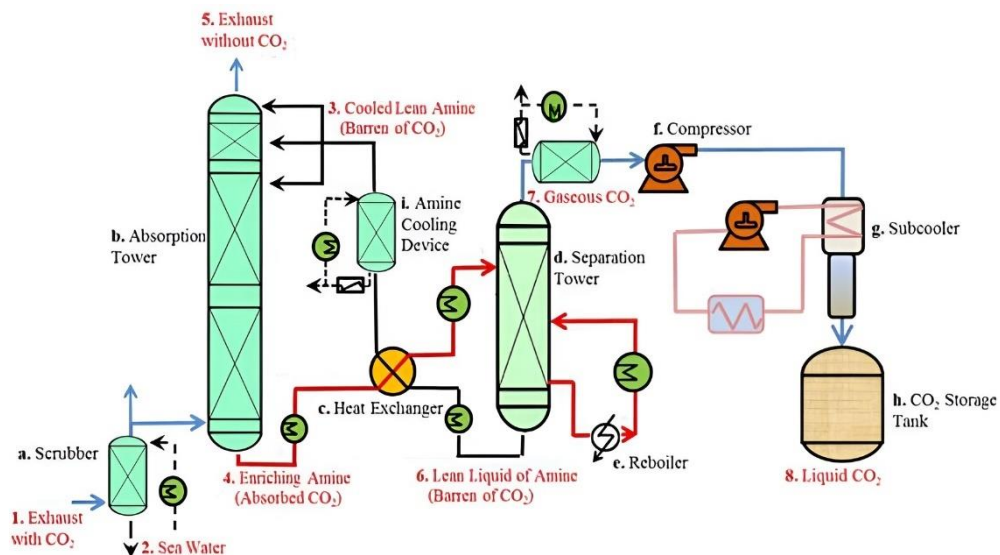 5. Exhaust
without CO₂
3. Cooled Lean Amine
(Barren of CO₂)
f. Compressor
M
7. Gaseous CO₂
i. Amine
Cooling
Device
b. Absorption
Tower
M
d. Separation
Tower
g. Subcooler
M
c. Heat Exchanger
M
M
M
h. CO₂ Storage
Tank
a. Scrubber
e. Reboiler
4. Enriching Amine
(Absorbed CO₂)
6. Lean Liquid of Amine
(Barren of CO₂)
8. Liquid CO₂
M
1. Exhaust
with CO₂
2. Sea Water